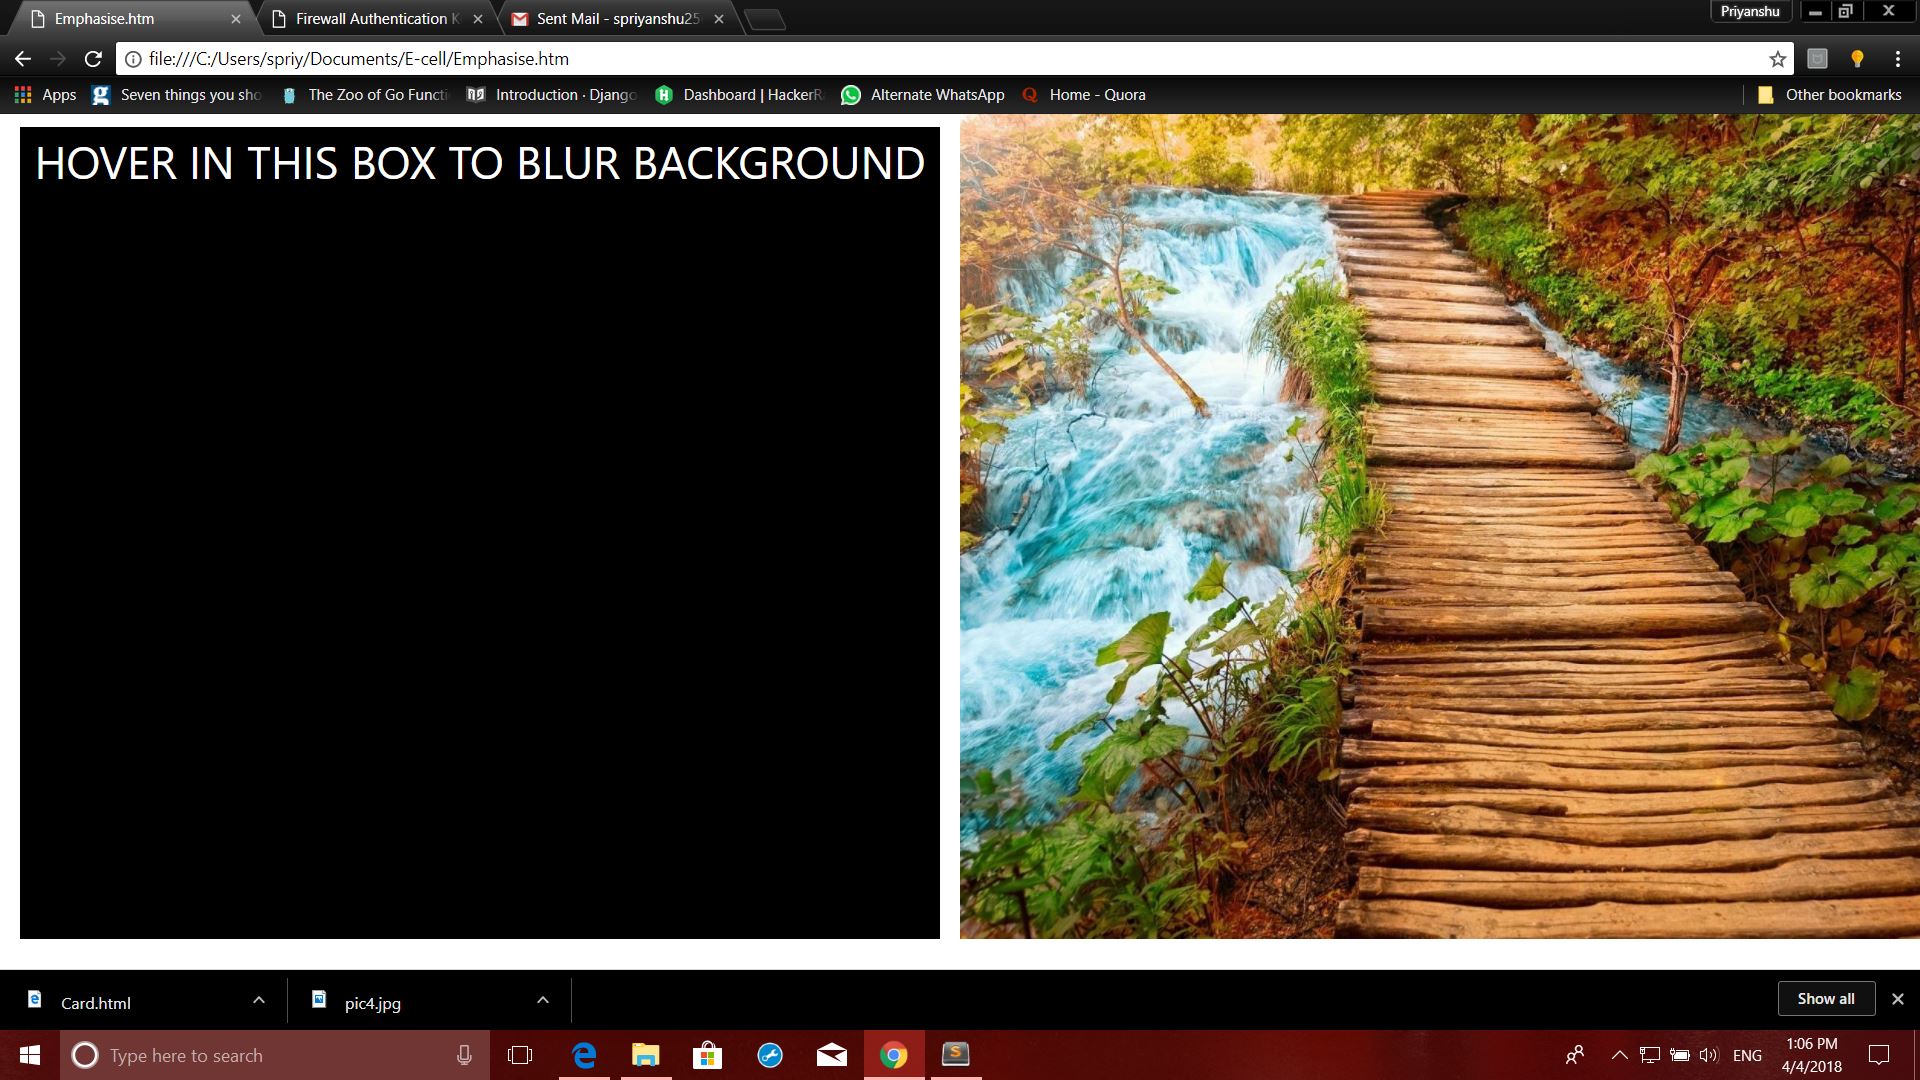 Emphasise.htm
Firewall Authentication K
Sent Mail - spriyanshu25
Priyanshu
file:///C:/Users/spriy/Documents/E-cell/Emphasise.htm
Apps
Seven things you sho
The Zoo of Go Functi
Introduction · Django
Dashboard | HackerR
Alternate WhatsApp
Home - Quora
Other bookmarks
HOVER IN THIS BOX TO BLUR BACKGROUND
Card.html
pic4.jpg
Show all
Type here to search
ENG
1:06 PM
4/4/2018